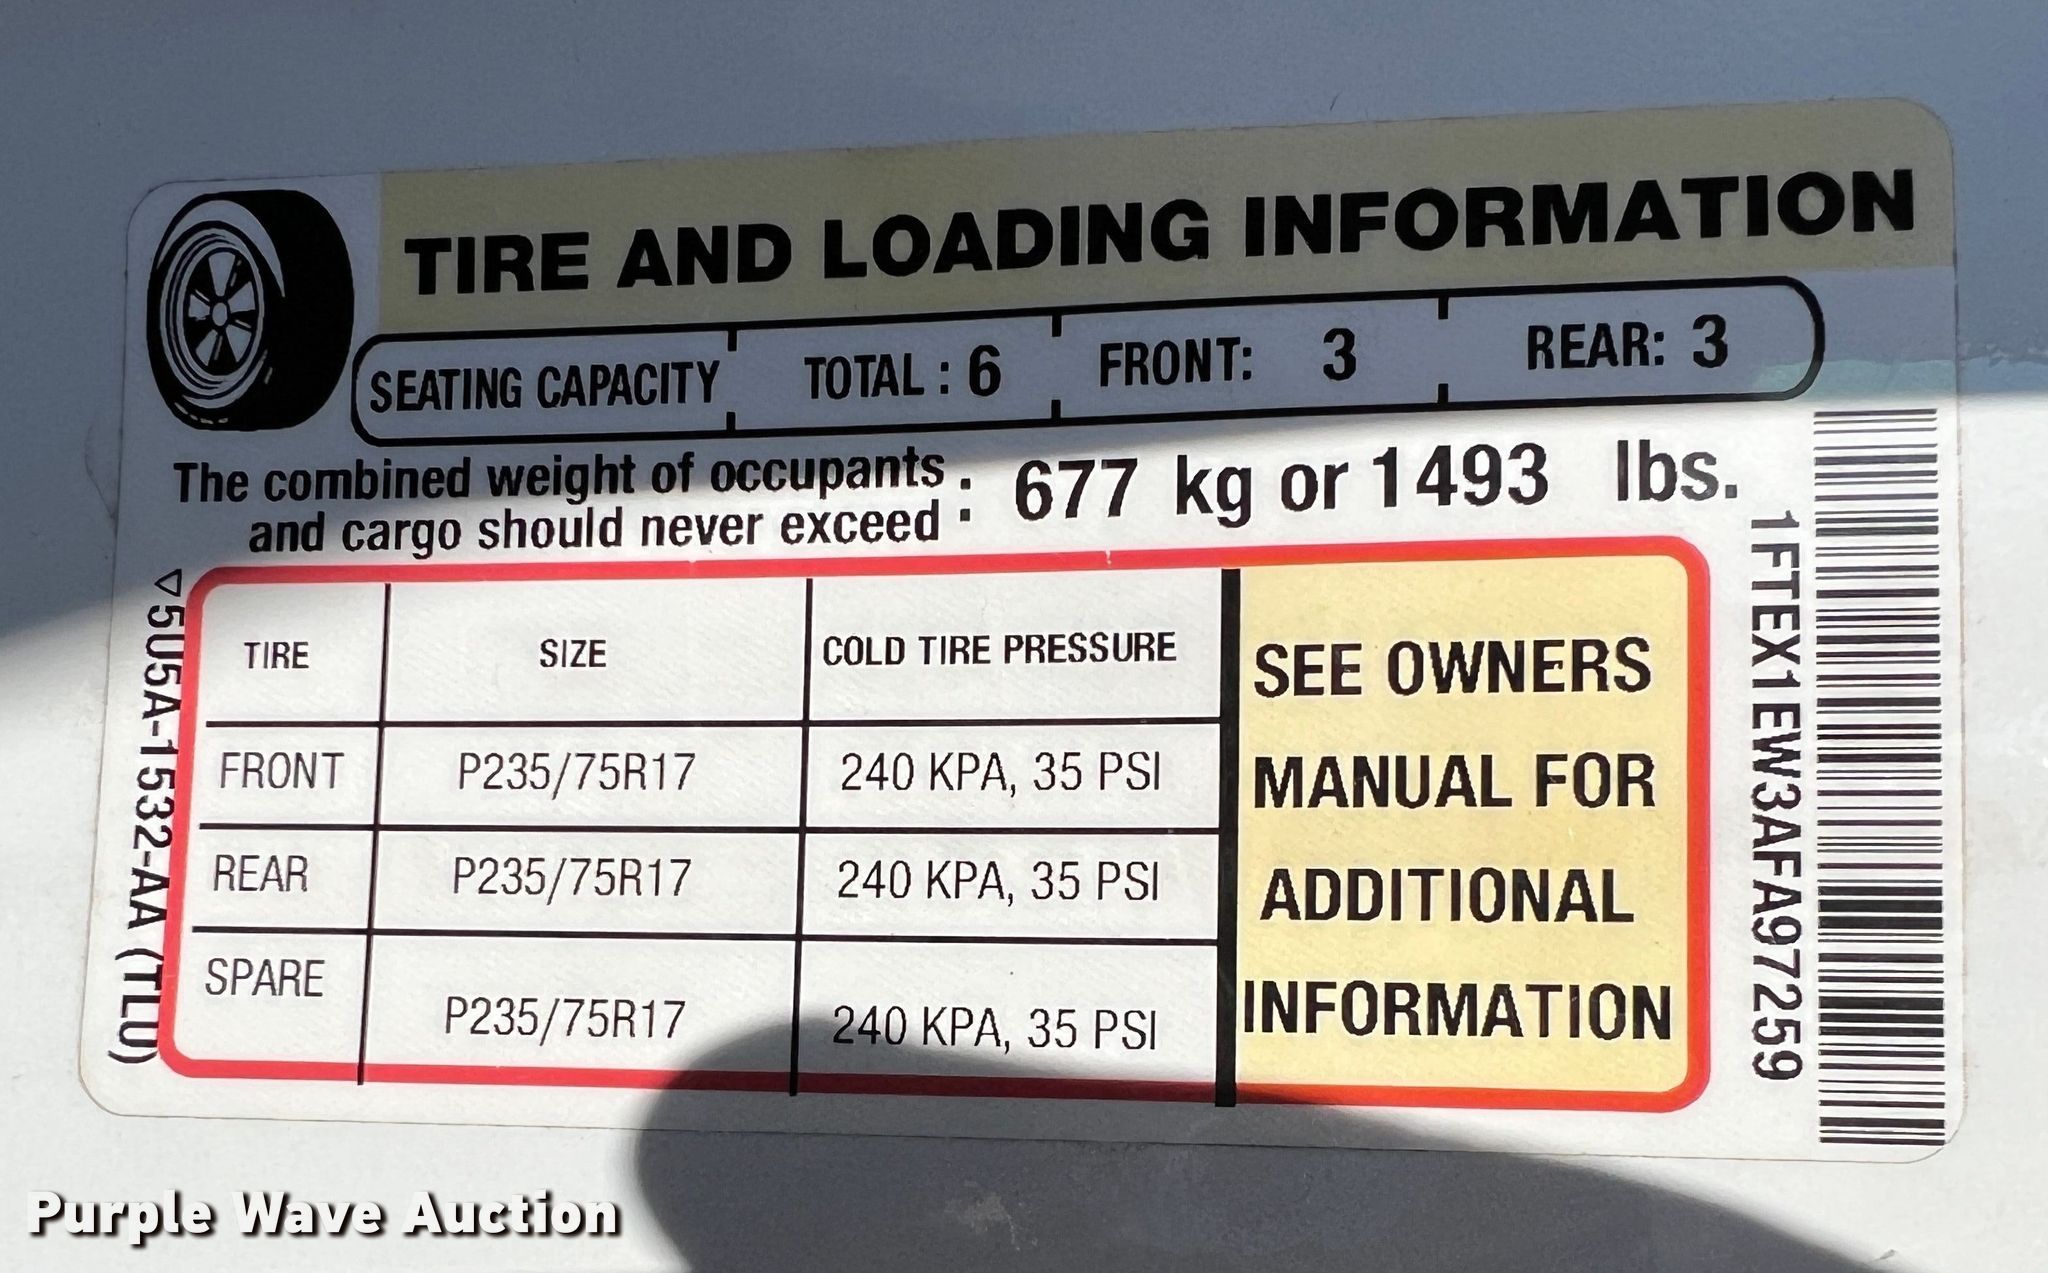 TIRE AND LOADING INFORMATION
SEATING CAPACITY TOTAL : 6 FRONT: 3 REAR: 3
The combined weight of occupants
and cargo should never exceed : 677 kg or 1493 lbs.
TIRE SIZE COLD TIRE PRESSURE
FRONT P235/75R17 240 KPA, 35 PSI
REAR P235/75R17 240 KPA, 35 PSI
SPARE P235/75R17 240 KPA, 35 PSI
SEE OWNERS
MANUAL FOR
ADDITIONAL
INFORMATION
5U5A-1532-AA (TLU)
1FTEX1EW3AFA97259
Purple Wave Auction